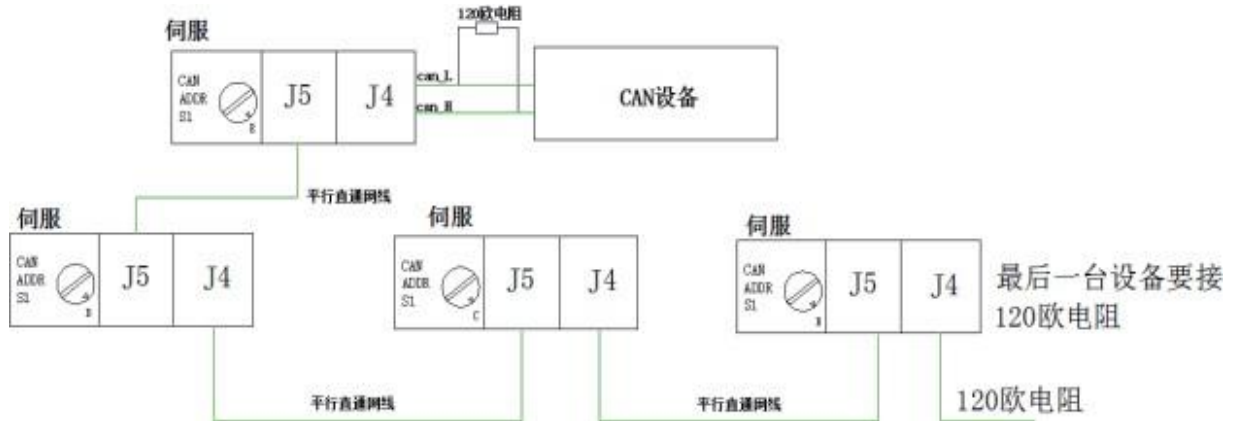 120欧电阻
伺服
CAN
ADDR
S1
B
J5
J4
can_L
can_H
CAN设备
平行直通网线
伺服
CAN
ADDR
S1
J5
J4
伺服
CAN
ADDR
S1
C
J5
J4
伺服
CAN
ADDR
S1
J5
J4
最后一台设备要接
120欧电阻
平行直通网线
平行直通网线
120欧电阻